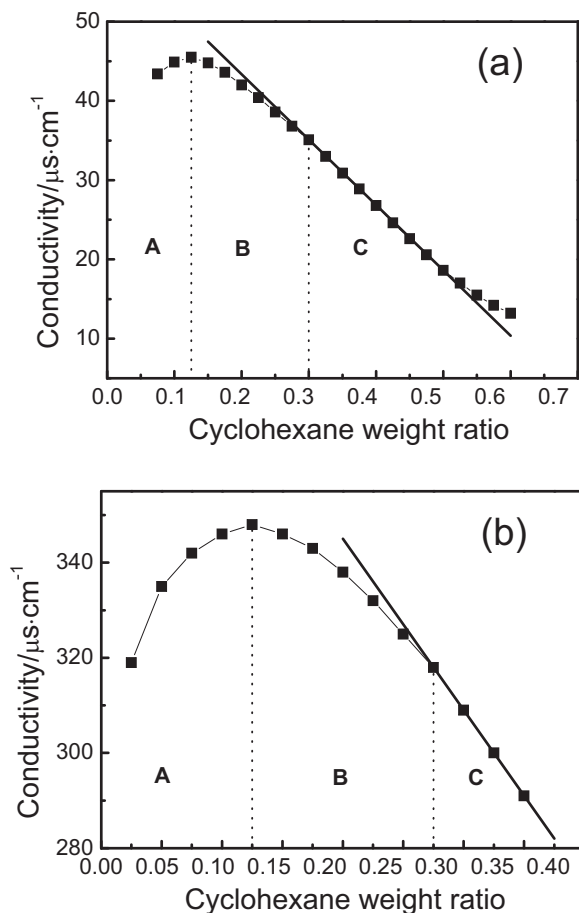 (a)
50
40
30
20
10
Conductivity/μs·cm⁻¹
A
B
C
0.0 0.1 0.2 0.3 0.4 0.5 0.6 0.7
Cyclohexane weight ratio
(b)
340
320
300
280
Conductivity/μs·cm⁻¹
A
B
C
0.00 0.05 0.10 0.15 0.20 0.25 0.30 0.35 0.40
Cyclohexane weight ratio